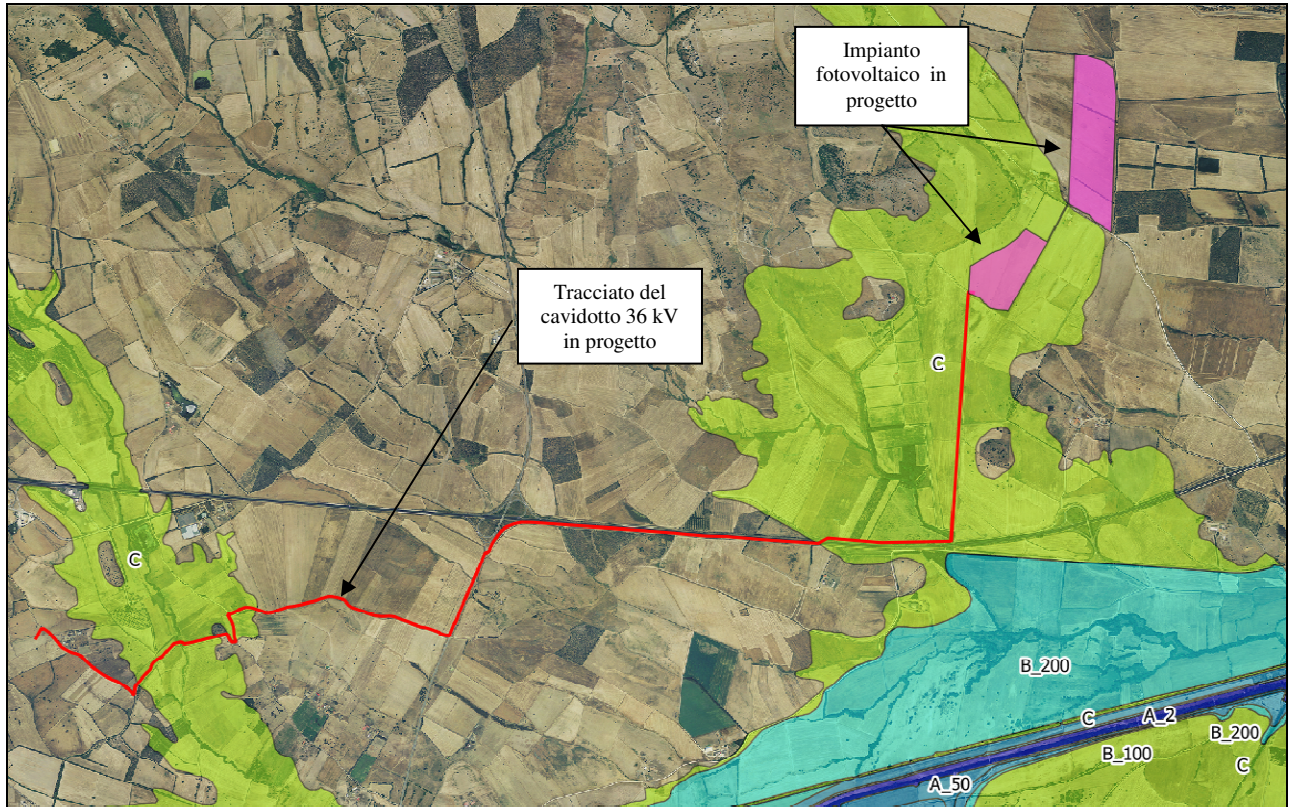 Impianto
fotovoltaico in
progetto
Tracciato del
cavidotto 36 kV
in progetto
C
C
B_200
C
A_2
B_200
B_100
C
A_50